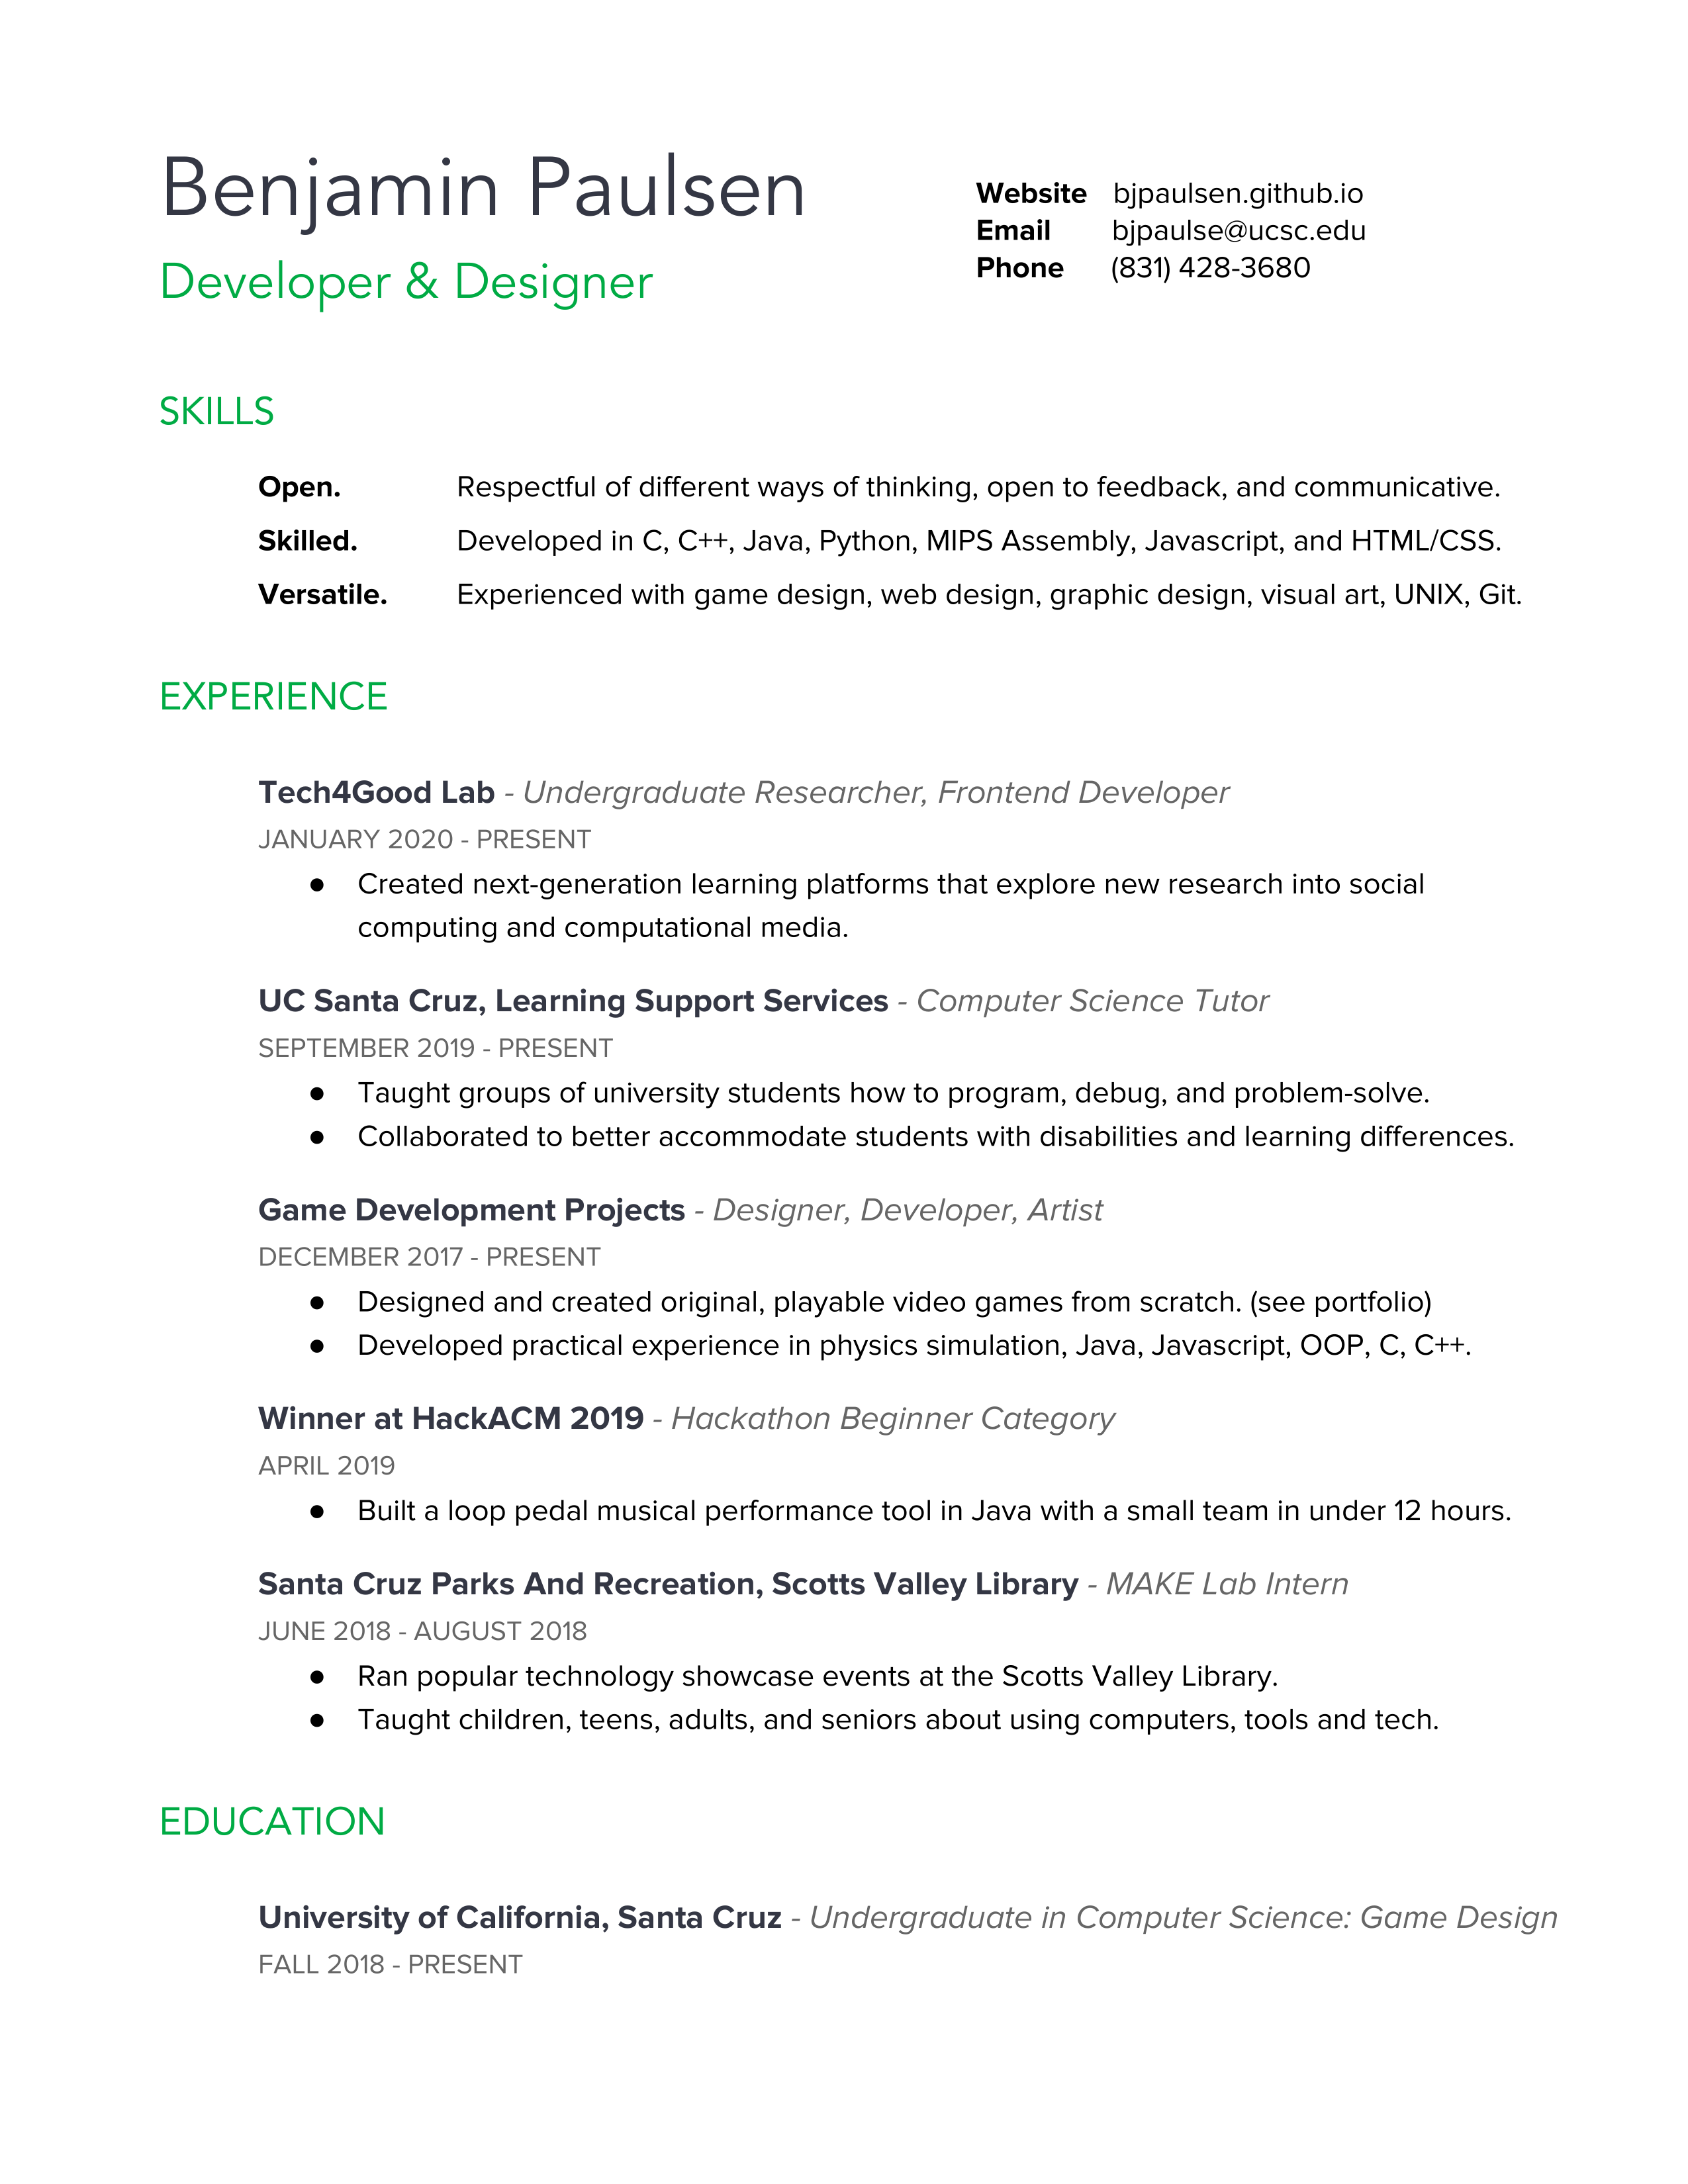 Benjamin Paulsen
Developer & Designer
Website bjpaulsen.github.io
Email bjpaulse@ucsc.edu
Phone (831) 428-3680
SKILLS
Open. Respectful of different ways of thinking, open to feedback, and communicative.
Skilled. Developed in C, C++, Java, Python, MIPS Assembly, Javascript, and HTML/CSS.
Versatile. Experienced with game design, web design, graphic design, visual art, UNIX, Git.
EXPERIENCE
Tech4Good Lab - Undergraduate Researcher, Frontend Developer
JANUARY 2020 - PRESENT
● Created next-generation learning platforms that explore new research into social
computing and computational media.
UC Santa Cruz, Learning Support Services - Computer Science Tutor
SEPTEMBER 2019 - PRESENT
● Taught groups of university students how to program, debug, and problem-solve.
● Collaborated to better accommodate students with disabilities and learning differences.
Game Development Projects - Designer, Developer, Artist
DECEMBER 2017 - PRESENT
● Designed and created original, playable video games from scratch. (see portfolio)
● Developed practical experience in physics simulation, Java, Javascript, OOP, C, C++.
Winner at HackACM 2019 - Hackathon Beginner Category
APRIL 2019
● Built a loop pedal musical performance tool in Java with a small team in under 12 hours.
Santa Cruz Parks And Recreation, Scotts Valley Library - MAKE Lab Intern
JUNE 2018 - AUGUST 2018
● Ran popular technology showcase events at the Scotts Valley Library.
● Taught children, teens, adults, and seniors about using computers, tools and tech.
EDUCATION
University of California, Santa Cruz - Undergraduate in Computer Science: Game Design
FALL 2018 - PRESENT